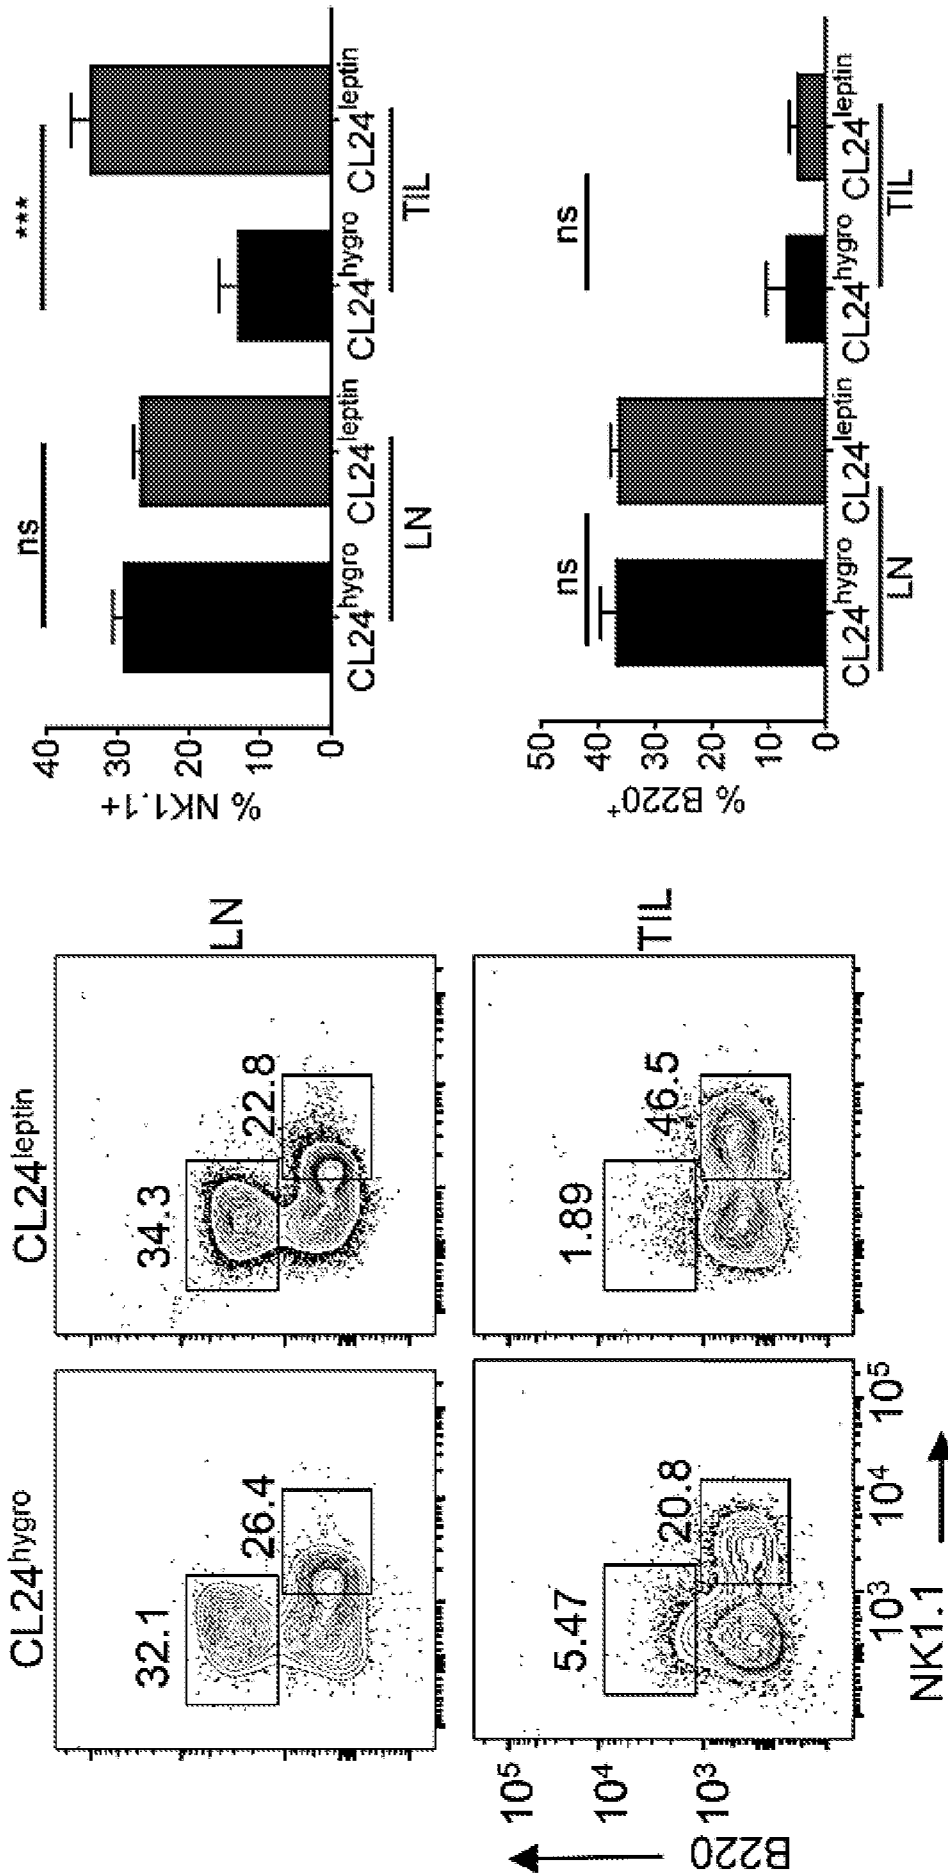 CL24hygro
CL24leptin
32.1
26.4
34.3
22.8
LN
5.47
20.8
1.89
46.5
TIL
10⁵
10⁴
10³
B220
10³ 10⁴ 10⁵
NK1.1
% NK1.1+
40
30
20
10
0
ns
***
CL24hygro CL24leptin CL24hygro CL24leptin
LN TIL
% B220⁺
50
40
30
20
10
0
ns
ns
CL24hygro CL24leptin CL24hygro CL24leptin
LN TIL